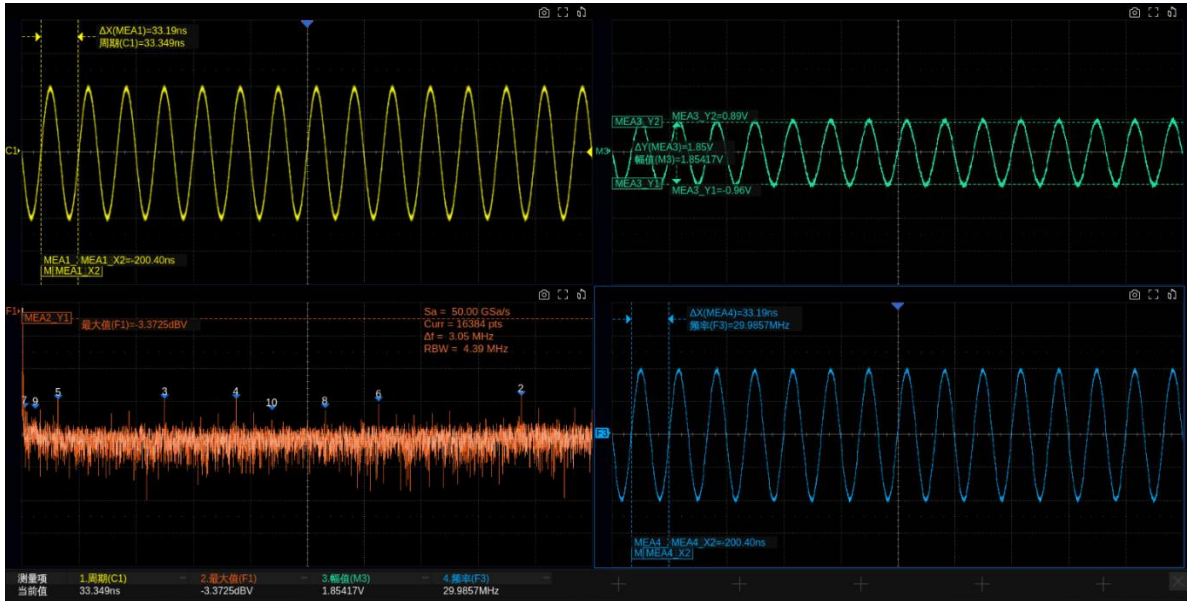 ΔX(MEA1)=33.19ns
周期(C1)=33.349ns
C1
MEA1_
MEA1_X2=-200.40ns
M
MEA1_X2
MEA3_Y2
MEA3_Y2=0.89V
M3
ΔY(MEA3)=1.85V
幅值(M3)=1.85417V
MEA3_Y1
MEA3_Y1=-0.96V
F1
MEA2_Y1
最大值(F1)=-3.3725dBV
Sa = 50.00 GSa/s
Curr = 16384 pts
Δf = 3.05 MHz
RBW = 4.39 MHz
7 9 5 3 4 10 8 6 2
ΔX(MEA4)=33.19ns
频率(F3)=29.9857MHz
F3
MEA4_
MEA4_X2=-200.40ns
M
MEA4_X2
测量项 1.周期(C1) 2.最大值(F1) 3.幅值(M3) 4.频率(F3)
当前值 33.349ns -3.3725dBV 1.85417V 29.9857MHz